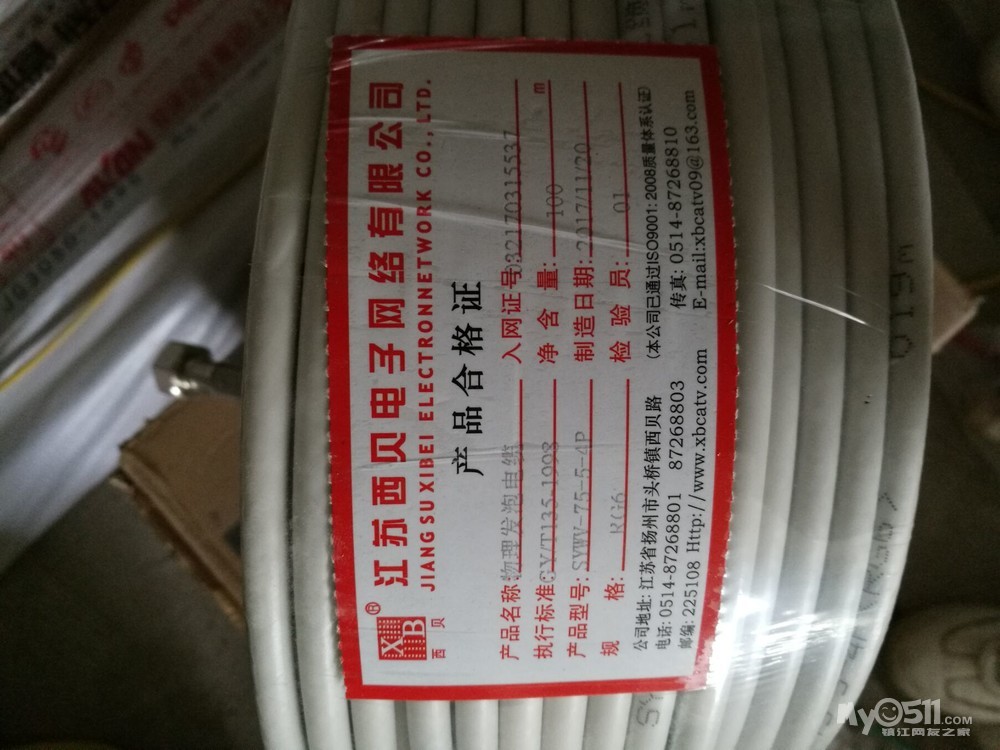 XB®
西贝
江苏西贝电子网络有限公司
JIANGSU XIBEI ELECTRONNETWORK CO., LTD.
产品合格证
产品名称 物理发泡电缆 入网证号 32170315537
执行标准 GY/T135.1998 净含量: 100 m
产品型号: SYWV-75-5-4P 制造日期: 2017/11/20
规格: RG6 检验员: 01
(本公司已通过ISO9001: 2008质量体系认证)
公司地址: 江苏省扬州市头桥镇西贝路
电话: 0514-87268801 87268803 传真: 0514-87268810
邮编: 225108 Http://www.xbcatv.com E-mail:xbcatv09@163.com
019m
My0511.COM
镇江网友之家